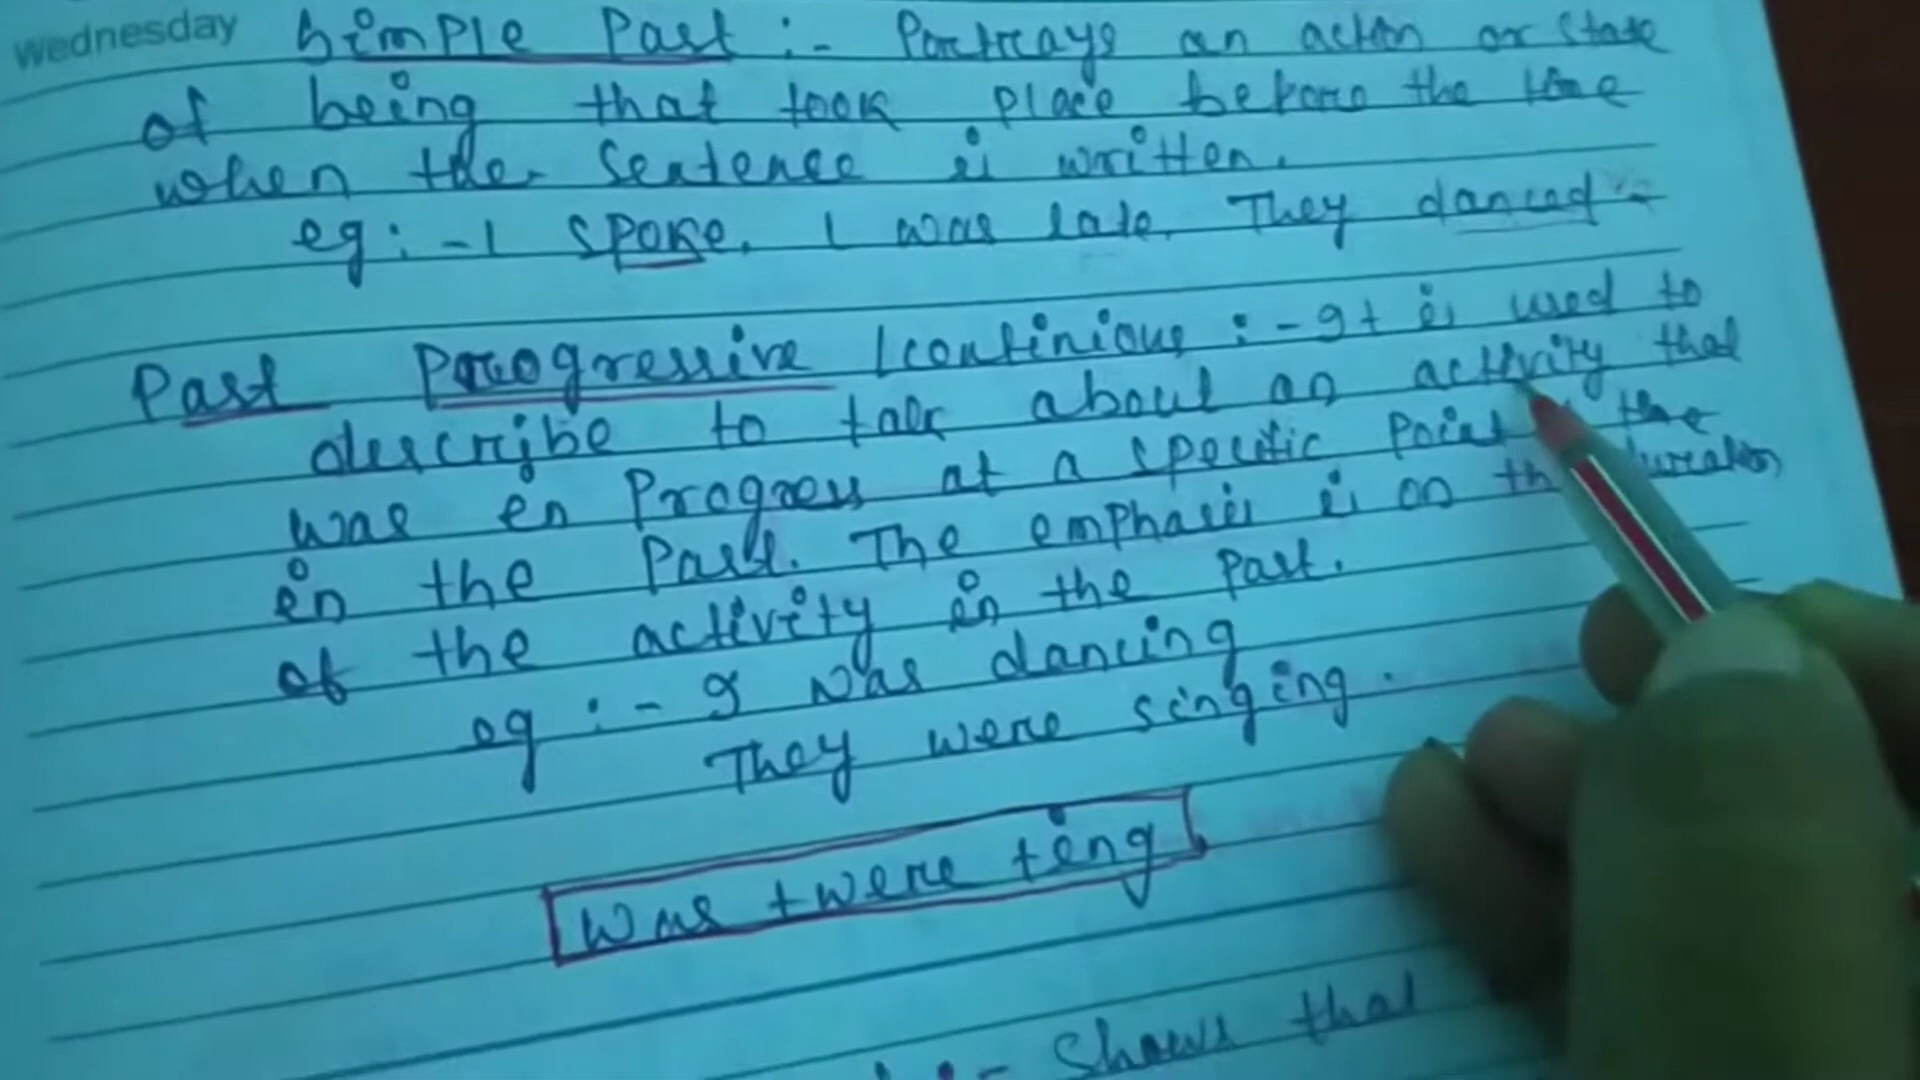 Wednesday Simple Past :- Portrays an action or state
of being that took place before the time
when the sentence is written.
eg :- I spoke. I was late. They danced -
Past Progressive / continious :- It is used to
describe to talk about an activity that
was in Progress at a specific Point the
in the Past. The emphasis is on the duration
of the activity in the past.
eg :- I was dancing
They were singing.
was + were + ing
:- Shows that